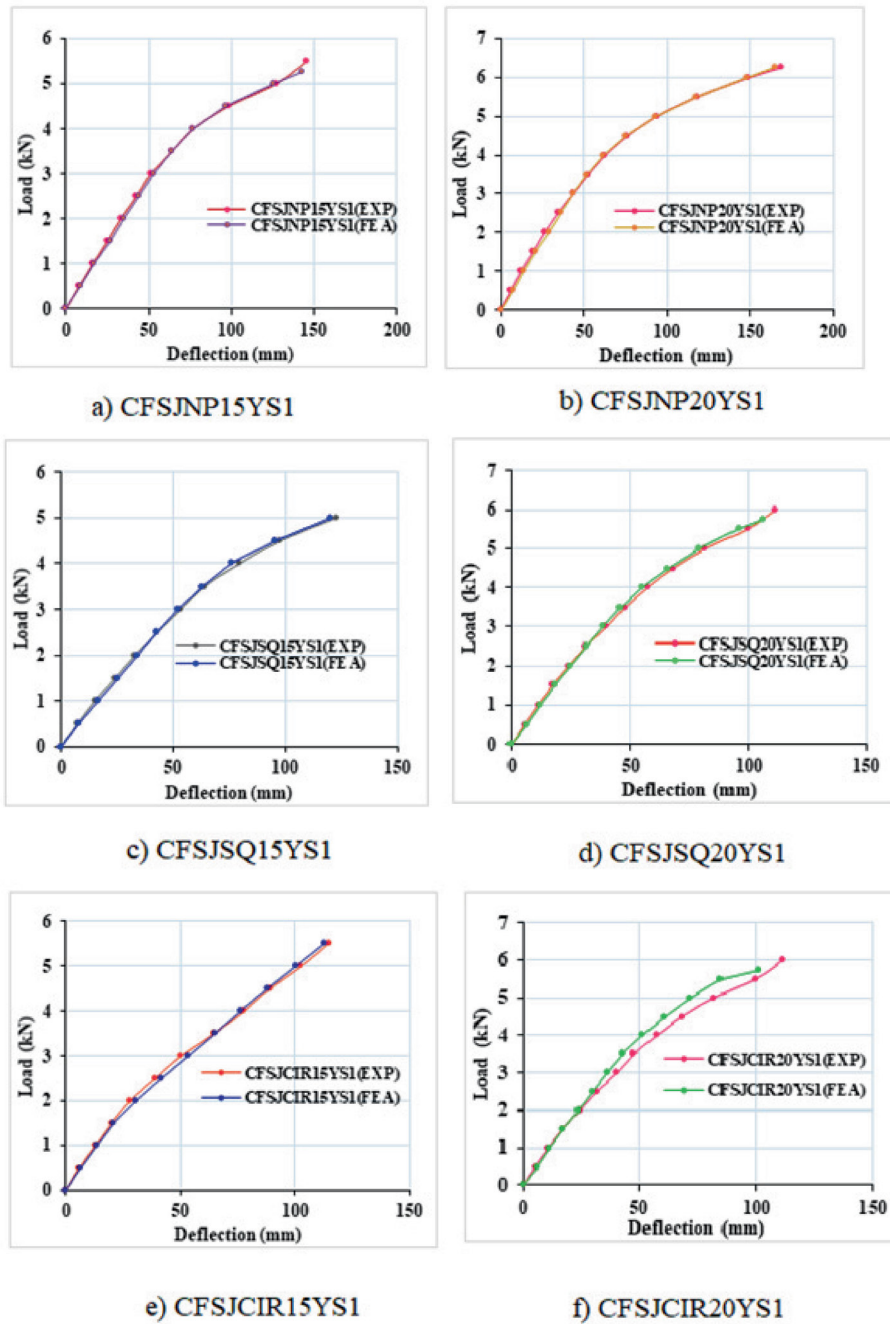 6
5
4
3
2
1
0
Load (kN)
CFSJNP15YS1(EXP)
CFSJNP15YS1(FEA)
0 50 100 150 200
Deflection (mm)
a) CFSJNP15YS1
7
6
5
4
3
2
1
0
Load (kN)
CFSJNP20YS1(EXP)
CFSJNP20YS1(FEA)
0 50 100 150 200
Deflection (mm)
b) CFSJNP20YS1
6
5
4
3
2
1
0
Load (kN)
CFSJSQ15YS1(EXP)
CFSJSQ15YS1(FEA)
0 50 100 150
Deflection (mm)
c) CFSJSQ15YS1
7
6
5
4
3
2
1
0
Load (kN)
CFSJSQ20YS1(EXP)
CFSJSQ20YS1(FEA)
0 50 100 150
Deflection (mm)
d) CFSJSQ20YS1
6
5
4
3
2
1
0
Load (kN)
CFSJCIR15YS1(EXP)
CFSJCIR15YS1(FEA)
0 50 100 150
Deflection (mm)
e) CFSJCIR15YS1
7
6
5
4
3
2
1
0
Load (kN)
CFSJCIR20YS1(EXP)
CFSJCIR20YS1(FEA)
0 50 100 150
Deflection (mm)
f) CFSJCIR20YS1